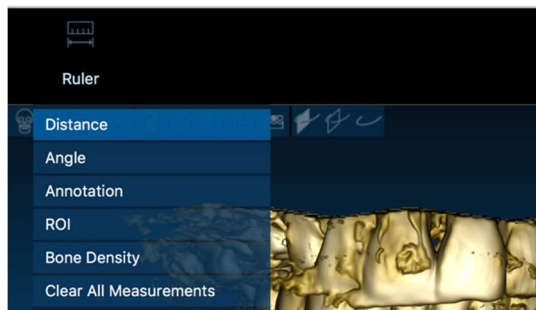 Ruler
Distance
Angle
Annotation
ROI
Bone Density
Clear All Measurements